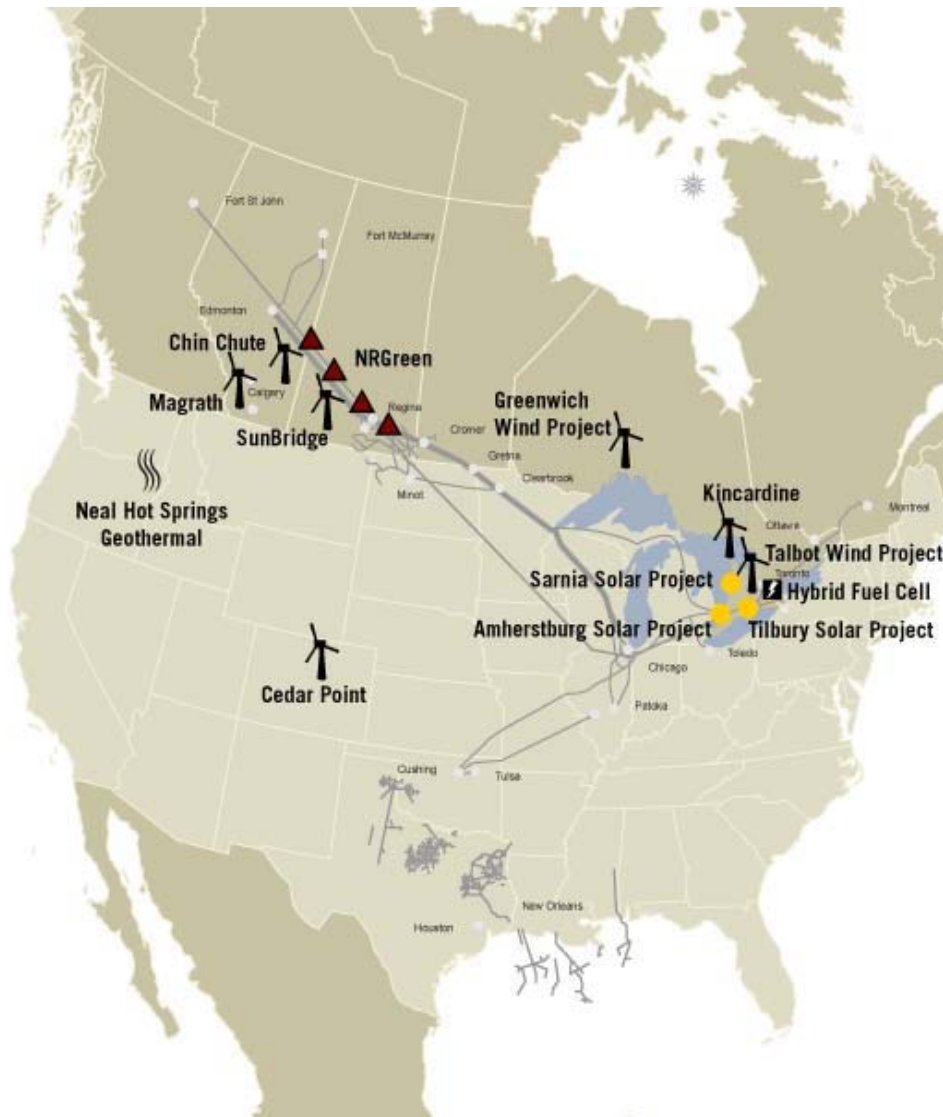 Fort St John
Fort McMurray
Edmonton
Chin Chute
NRGreen
Magrath
Calgary
Regina
SunBridge
Greenwich
Wind Project
Cromer
Gretna
Clearbrook
Minot
Neal Hot Springs
Geothermal
Kincardine
Montreal
Ottawa
Talbot Wind Project
Toronto
Sarnia Solar Project
Hybrid Fuel Cell
Amherstburg Solar Project
Tilbury Solar Project
Toledo
Chicago
Cedar Point
Patoka
Cushing
Tulsa
New Orleans
Houston